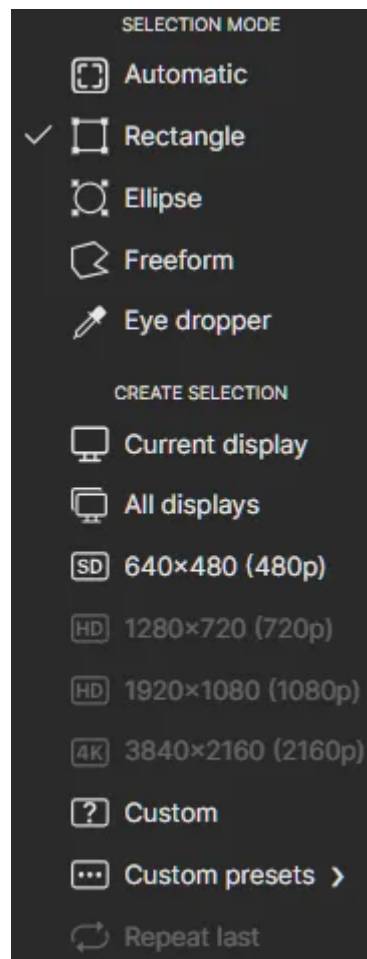 SELECTION MODE
Automatic
Rectangle
Ellipse
Freeform
Eye dropper
CREATE SELECTION
Current display
All displays
SD 640×480 (480p)
HD 1280×720 (720p)
HD 1920×1080 (1080p)
4K 3840×2160 (2160p)
? Custom
Custom presets
Repeat last